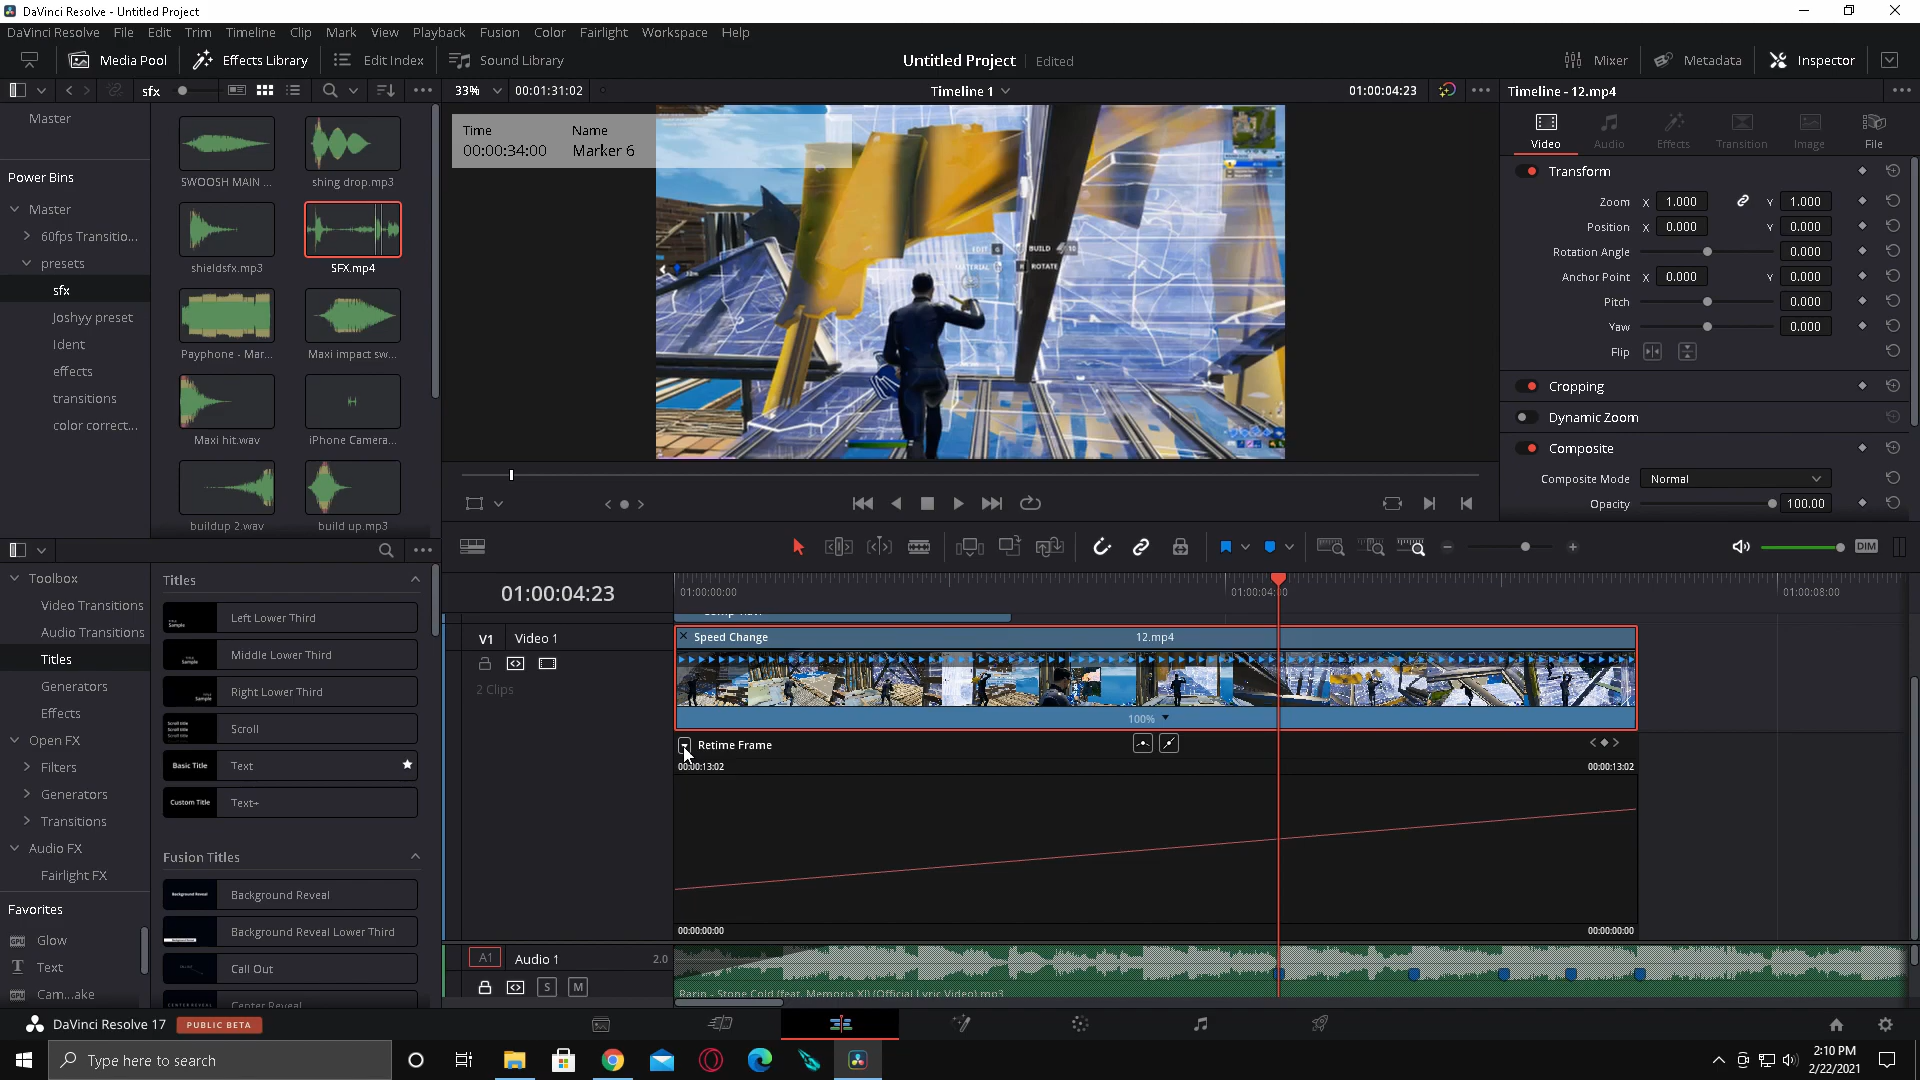 DaVinci Resolve - Untitled Project
DaVinci Resolve File Edit Trim Timeline Clip Mark View Playback Fusion Color Fairlight Workspace Help
Media Pool Effects Library Edit Index Sound Library Untitled Project Edited Mixer Metadata Inspector
sfx 33% 00:01:31:02 Timeline 1 01:00:04:23 Timeline - 12.mp4
Master
Power Bins
Master
60fps Transitio...
presets
sfx
Joshyy preset
Ident
effects
transitions
color correct...
SWOOSH MAIN ... shing drop.mp3
shieldsfx.mp3 SFX.mp4
Payphone - Mar... Maxi impact sw...
Maxi hit.wav iPhone Camera...
buildup 2.wav build up.mp3
Time Name
00:00:34:00 Marker 6
EDIT G BUILD
MATERIAL R ROTATE
Video Audio Effects Transition Image File
Transform
Zoom X 1.000 Y 1.000
Position X 0.000 Y 0.000
Rotation Angle 0.000
Anchor Point X 0.000 Y 0.000
Pitch 0.000
Yaw 0.000
Flip
Cropping
Dynamic Zoom
Composite
Composite Mode Normal
Opacity 100.00
DIM
Toolbox
Video Transitions
Audio Transitions
Titles
Generators
Effects
Open FX
Filters
Generators
Transitions
Audio FX
Fairlight FX
Favorites
Glow
Text
Cam...ake
Titles
Left Lower Third
Middle Lower Third
Right Lower Third
Scroll
Basic Title Text
Custom Title Text+
Fusion Titles
Background Reveal Background Reveal
Background Reveal Lower Third
Call Out
Center Reveal
01:00:04:23 01:00:00:00 01:00:04:00 01:00:08:00
V1 Video 1
2 Clips
Speed Change 12.mp4
100%
Retime Frame
00:00:13:02 00:00:13:02
00:00:00:00 00:00:00:00
A1 Audio 1 2.0
S M
Rarin - Stone Cold (feat. Memoria XI) (Official Lyric Video).mp3
DaVinci Resolve 17 PUBLIC BETA
Type here to search
2:10 PM
2/22/2021